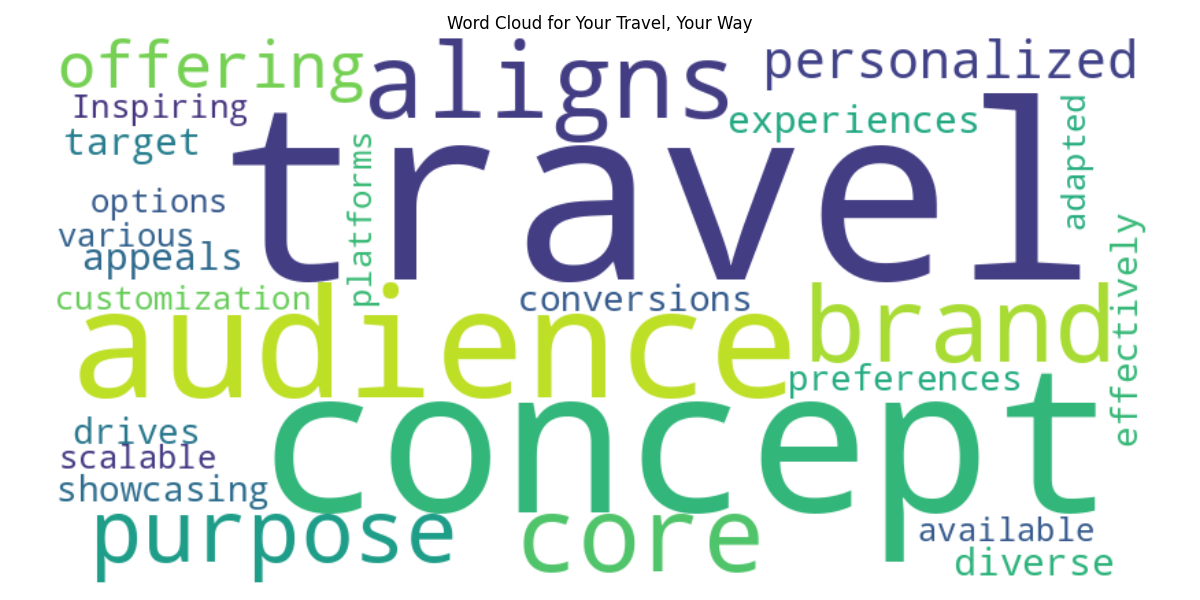 Word Cloud for Your Travel, Your Way
offering
aligns
personalized
Inspiring
experiences
target
travel
platforms
adapted
options
various
appeals
customization
conversions
audience
brand
effectively
preferences
concept
drives
scalable
showcasing
purpose
core
available
diverse